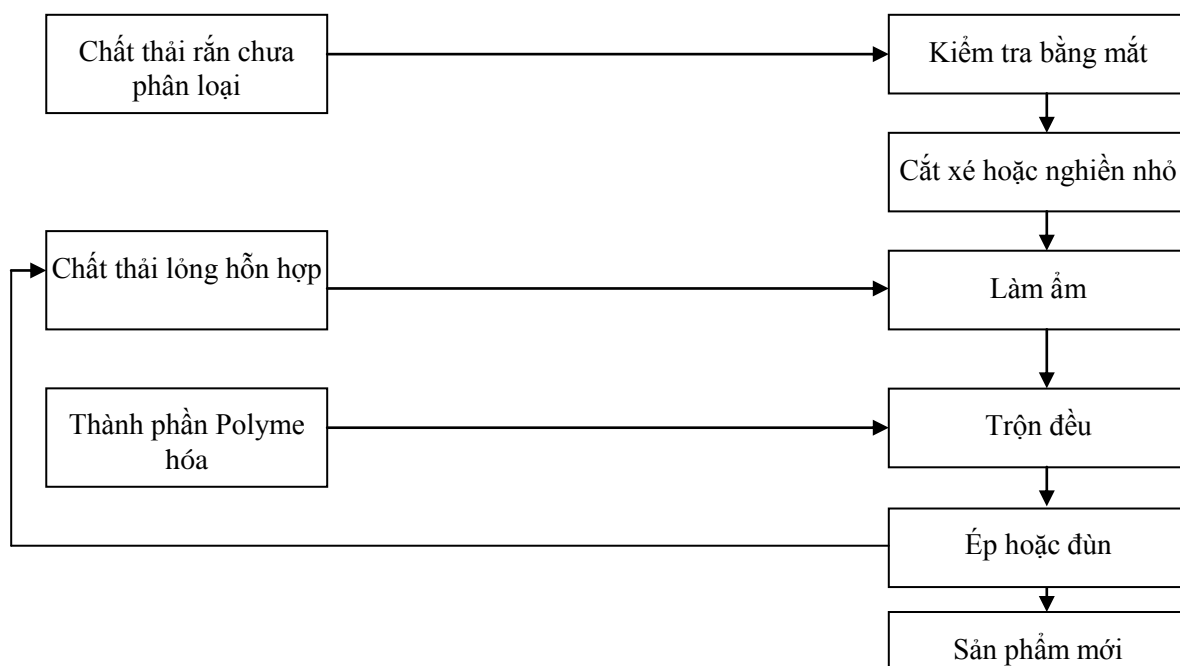 Chất thải rắn chưa
phân loại
Kiểm tra bằng mắt
Cắt xé hoặc nghiền nhỏ
Chất thải lỏng hỗn hợp
Làm ẩm
Thành phần Polyme
hóa
Trộn đều
Ép hoặc đùn
Sản phẩm mới